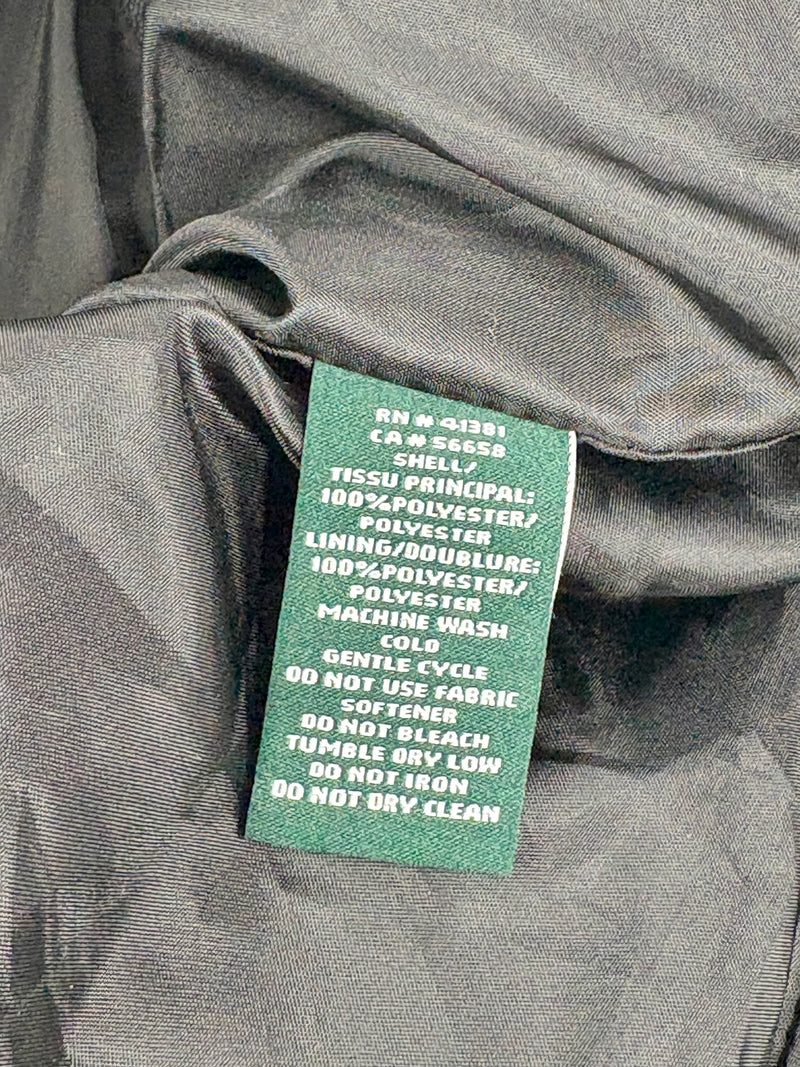 RN # 41381
CA # 56658
SHELL/
TISSU PRINCIPAL:
100%POLYESTER/
POLYESTER
LINING/DOUBLURE:
100%POLYESTER/
POLYESTER
MACHINE WASH
COLD
GENTLE CYCLE
DO NOT USE FABRIC
SOFTENER
DO NOT BLEACH
TUMBLE DRY LOW
DO NOT IRON
DO NOT DRY CLEAN